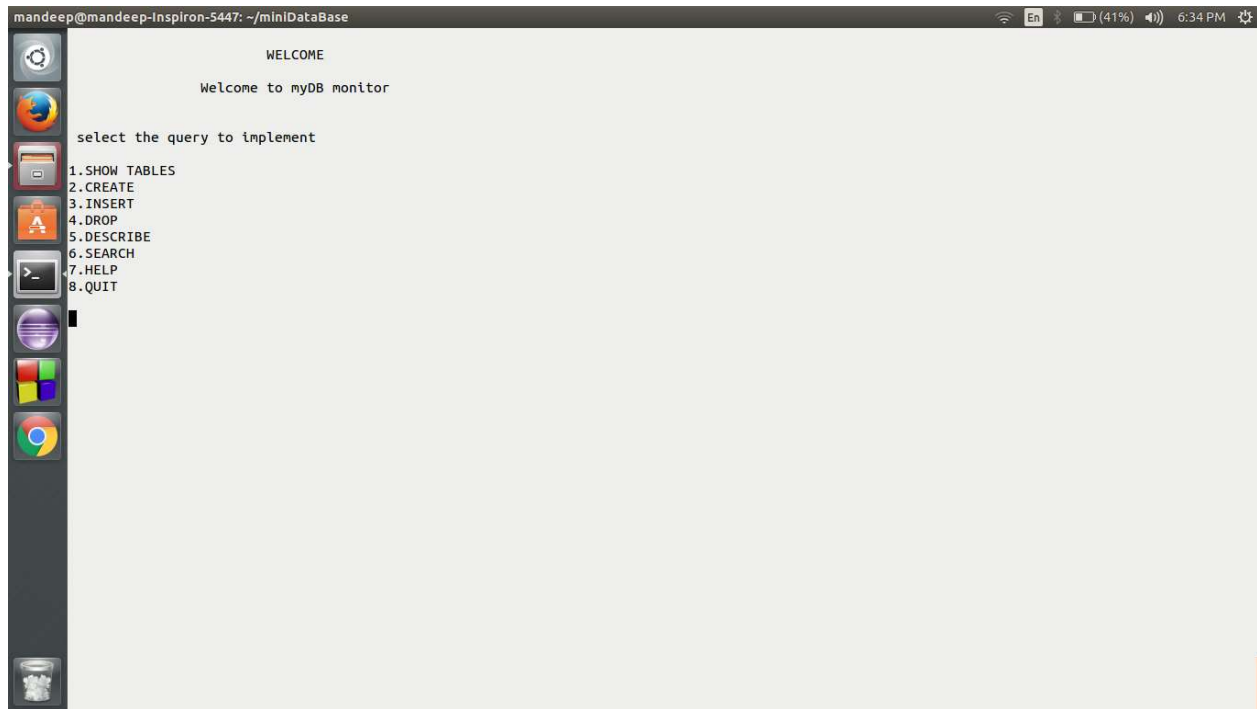 mandeep@mandeep-Inspiron-5447: ~/miniDataBase
En (41%) 6:34 PM
WELCOME
Welcome to myDB monitor
select the query to implement
1.SHOW TABLES
2.CREATE
3.INSERT
4.DROP
5.DESCRIBE
6.SEARCH
7.HELP
8.QUIT